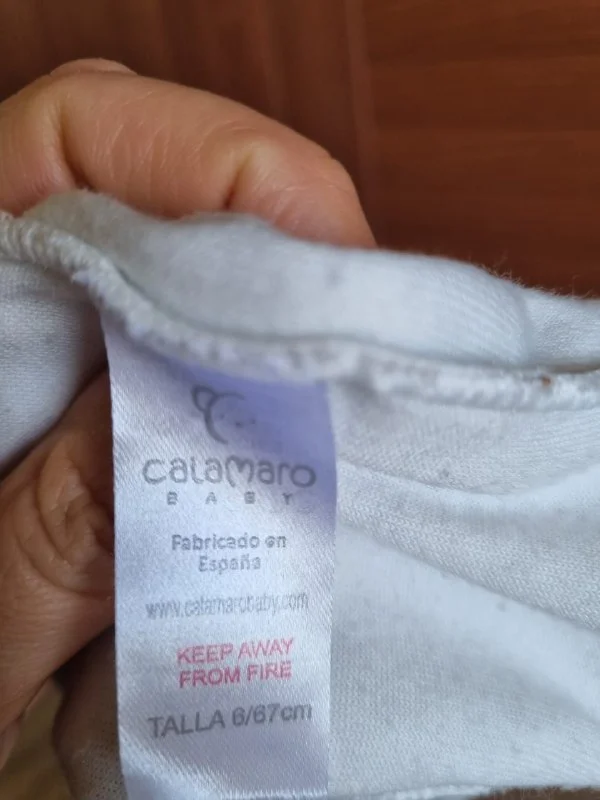 calamaro
BABY
Fabricado en
España
www.calamarobaby.com
KEEP AWAY
FROM FIRE
TALLA 6/67cm